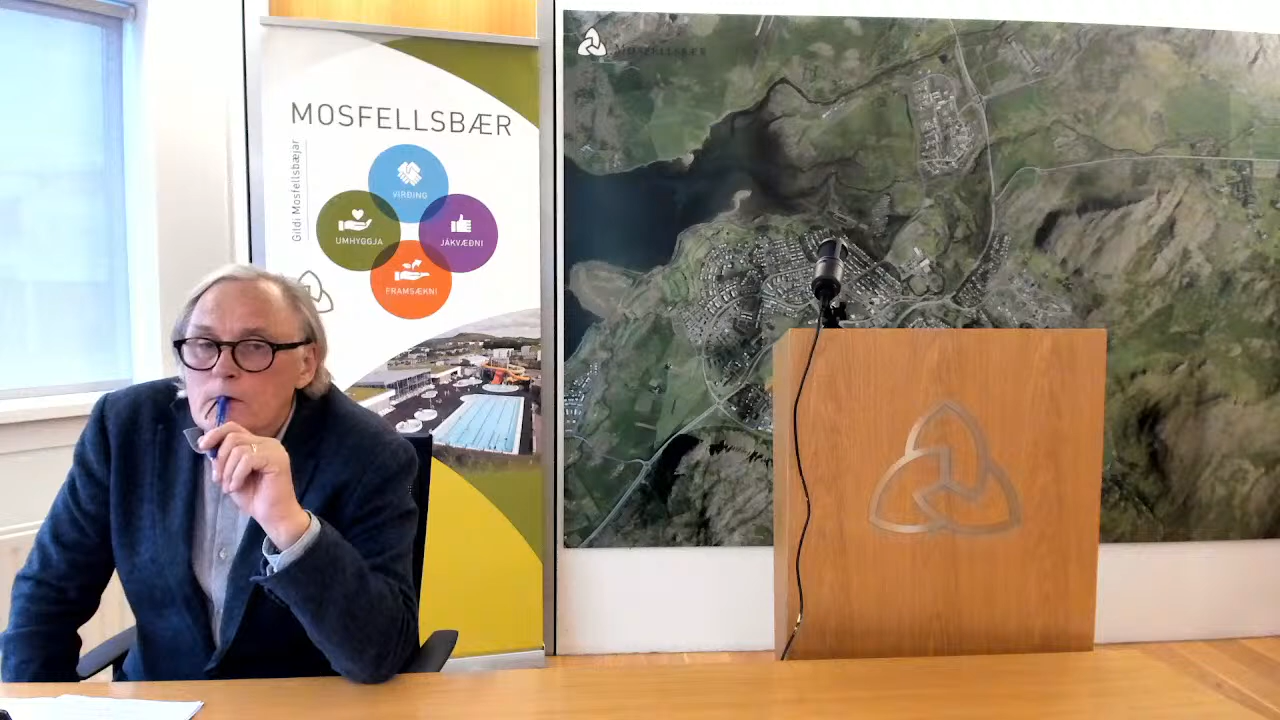 MOSFELLSBÆR
Gildi Mosfellsbæjar
VIRÐING
UMHYGGJA
JÁKVÆÐNI
FRAMSÆKNI
MOSFELLSBÆR